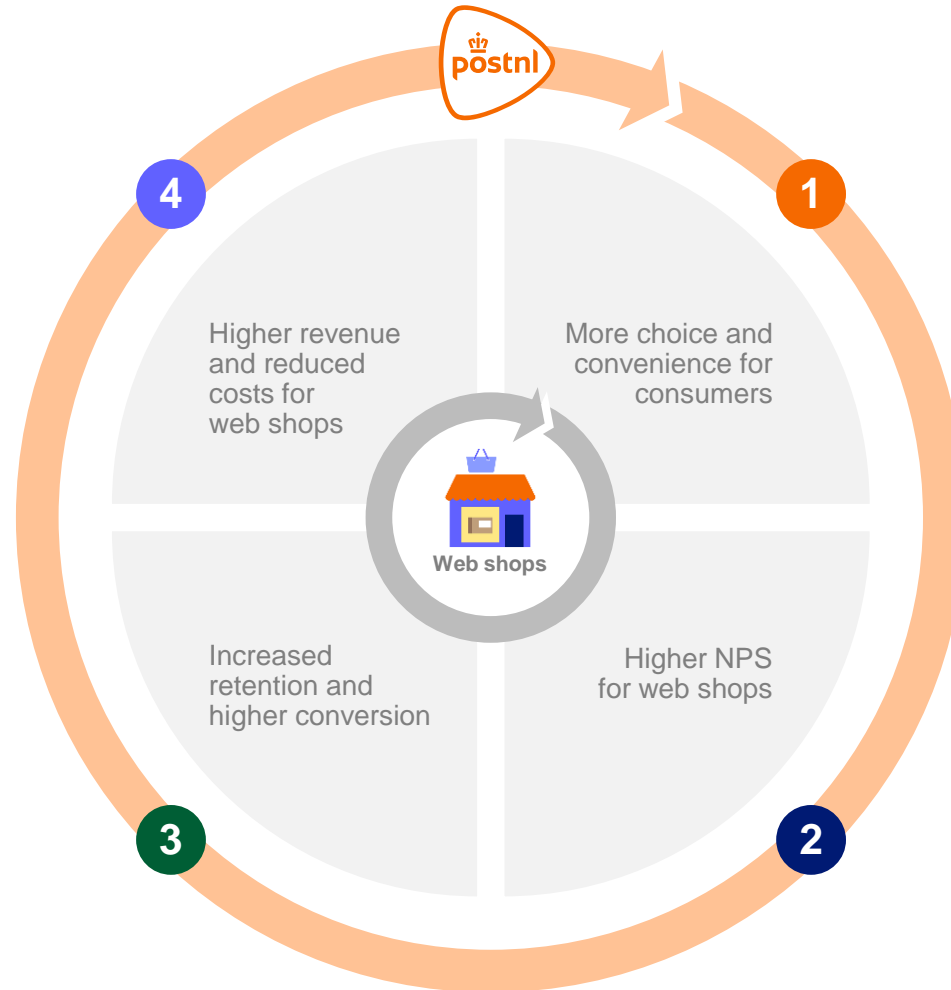 postnl
4
1
Higher revenue
and reduced
costs for
web shops
More choice and
convenience for
consumers
Web shops
Increased
retention and
higher conversion
Higher NPS
for web shops
3
2